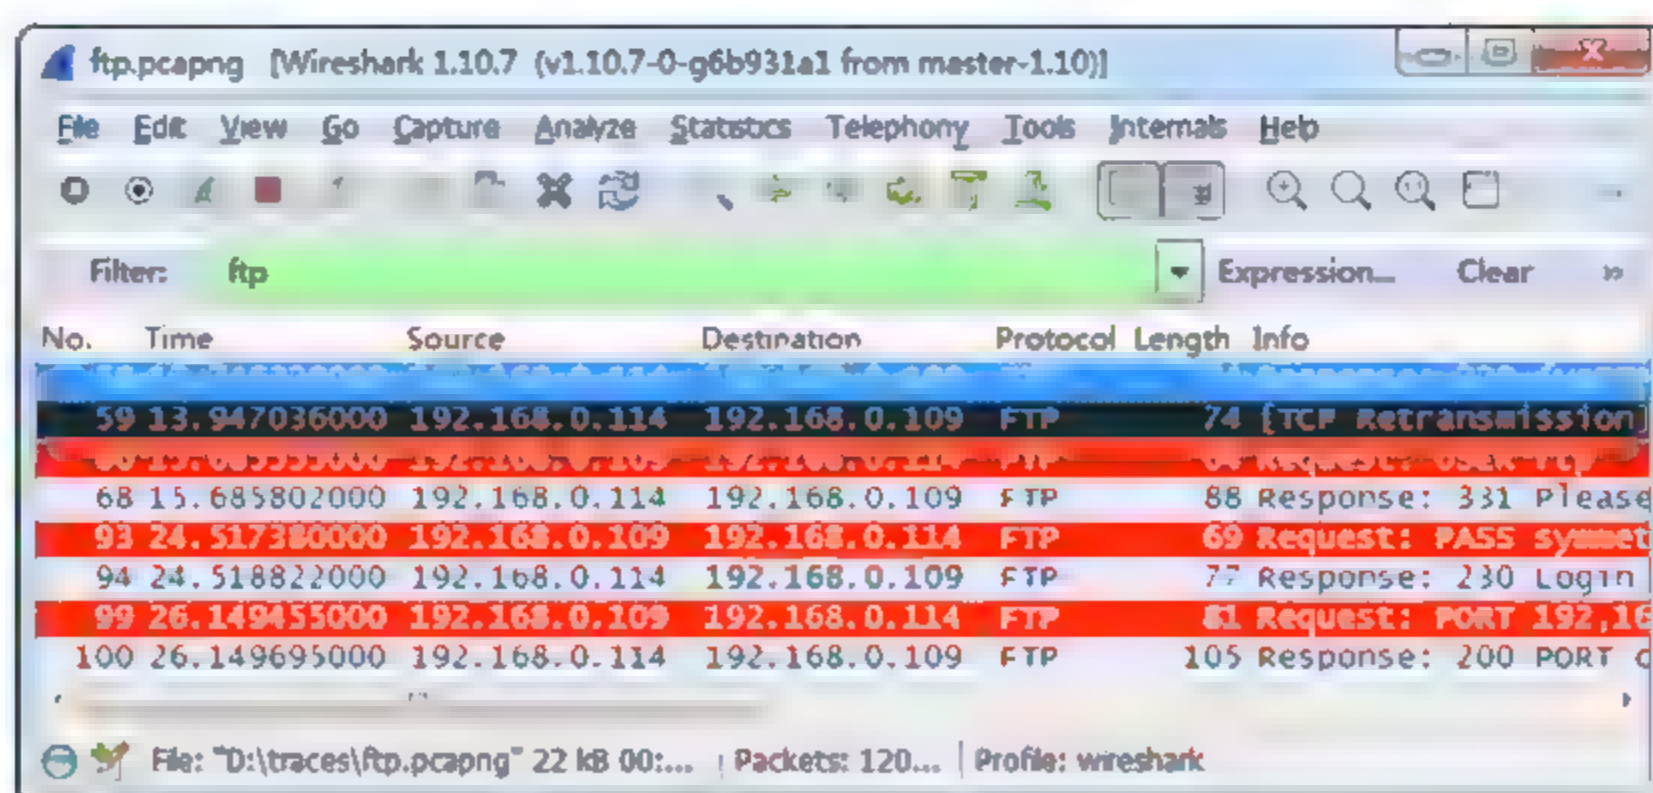 ftp.pcapng [Wireshark 1.10.7 (v1.10.7-0-g6b931a1 from master-1.10)]
File Edit View Go Capture Analyze Statistics Telephony Tools Internals Help
Filter: ftp Expression... Clear »
No. Time Source Destination Protocol Length Info
59 13.947036000 192.168.0.114 192.168.0.109 FTP 74 [TCP Retransmission]
68 15.685802000 192.168.0.114 192.168.0.109 FTP 88 Response: 331 Please
93 24.517380000 192.168.0.109 192.168.0.114 FTP 69 Request: PASS symmet
94 24.518822000 192.168.0.114 192.168.0.109 FTP 77 Response: 230 Login
99 26.149455000 192.168.0.109 192.168.0.114 FTP 81 Request: PORT 192,16
100 26.149695000 192.168.0.114 192.168.0.109 FTP 105 Response: 200 PORT c
File: "D:\traces\ftp.pcapng" 22 kB 00:... Packets: 120... Profile: wireshark